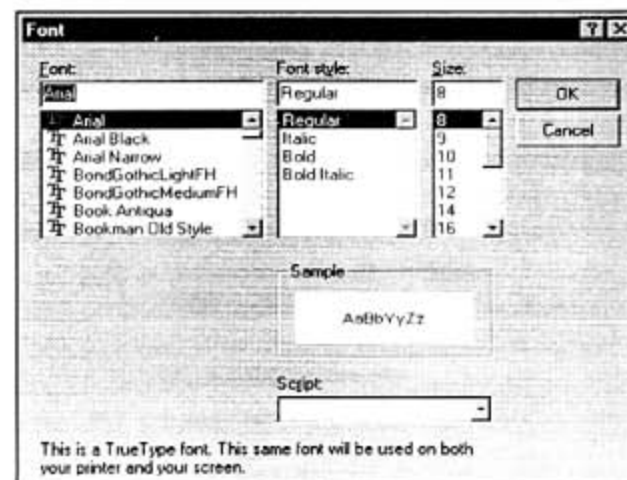 Font
Font: Font style: Size:
Arial Regular 8 OK
Arial Regular 8 Cancel
Arial Black Italic 9
Arial Narrow Bold 10
BondGothicLightFH Bold Italic 11
BondGothicMediumFH 12
Book Antiqua 14
Bookman Old Style 16
Sample
AaBbYyZz
Script:
This is a TrueType font. This same font will be used on both
your printer and your screen.